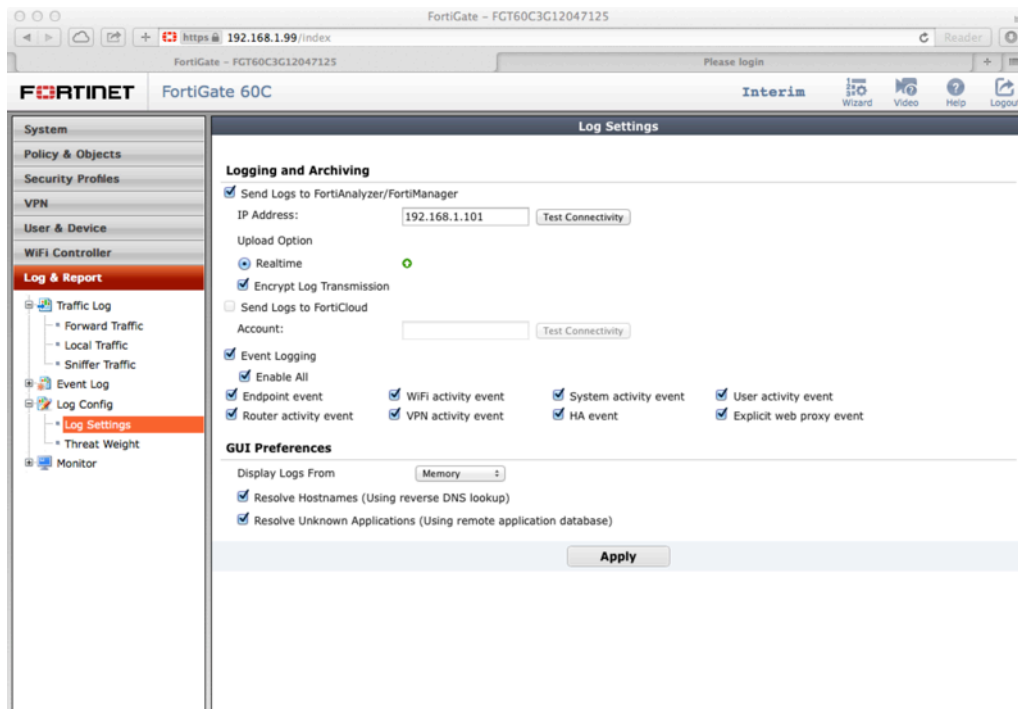 FortiGate – FGT60C3G12047125
https 192.168.1.99/index
Reader
FortiGate – FGT60C3G12047125
Please login
FORTINET
FortiGate 60C
Interim
Wizard
Video
Help
Logout
System
Policy & Objects
Security Profiles
VPN
User & Device
WiFi Controller
Log & Report
Traffic Log
Forward Traffic
Local Traffic
Sniffer Traffic
Event Log
Log Config
Log Settings
Threat Weight
Monitor
Log Settings
Logging and Archiving
Send Logs to FortiAnalyzer/FortiManager
IP Address: 192.168.1.101 Test Connectivity
Upload Option
Realtime
Encrypt Log Transmission
Send Logs to FortiCloud
Account: Test Connectivity
Event Logging
Enable All
Endpoint event WiFi activity event System activity event User activity event
Router activity event VPN activity event HA event Explicit web proxy event
GUI Preferences
Display Logs From Memory
Resolve Hostnames (Using reverse DNS lookup)
Resolve Unknown Applications (Using remote application database)
Apply